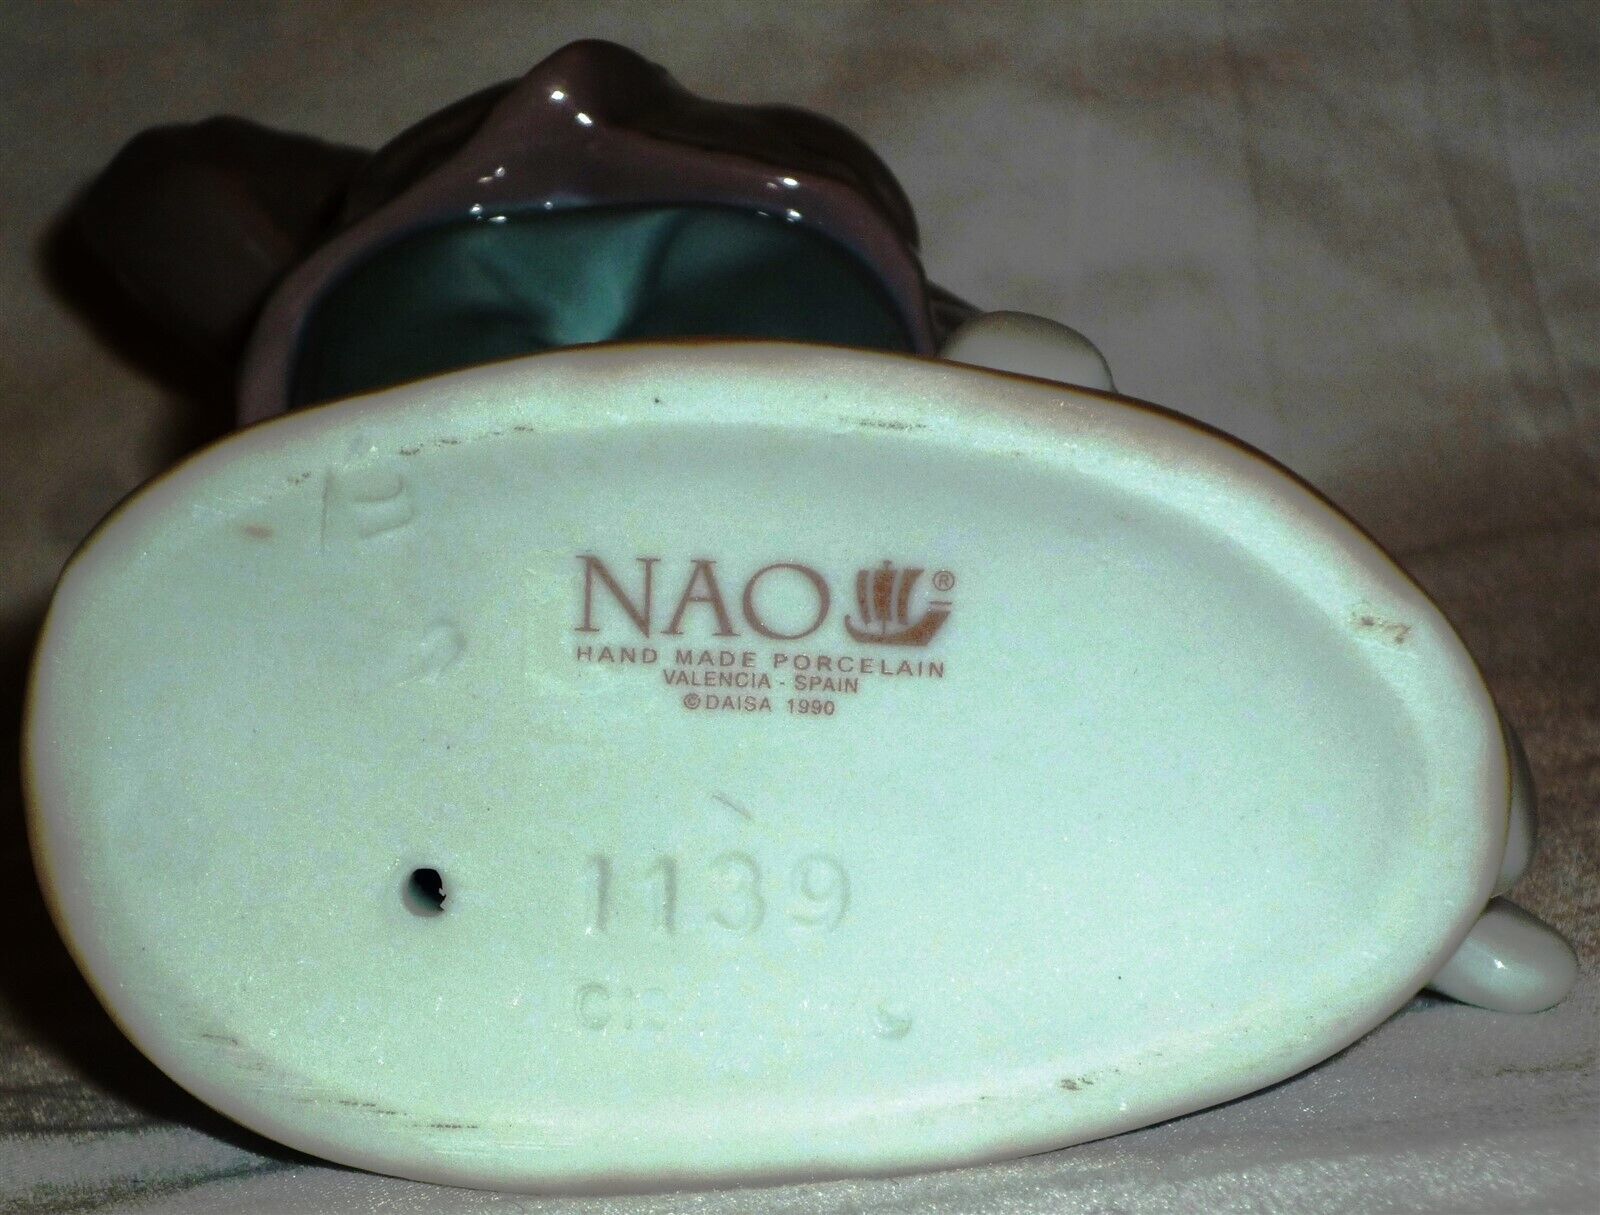 NAO ®
HAND MADE PORCELAIN
VALENCIA - SPAIN
© DAISA 1990
1139